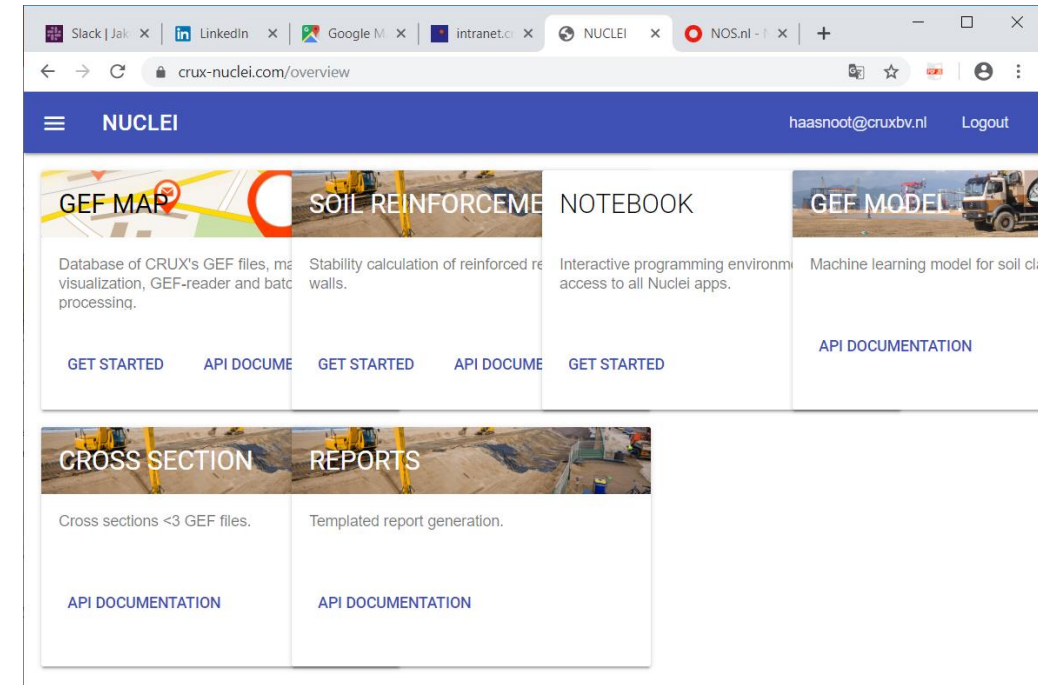 Slack | Jak
LinkedIn
Google M
intranet.cr
NUCLEI
NOS.nl - N
crux-nuclei.com/overview
NUCLEI
haasnoot@cruxbv.nl
Logout
GEF MAP
Database of CRUX's GEF files, ma
visualization, GEF-reader and batc
processing.
GET STARTED
API DOCUME
SOIL REINFORCEME
Stability calculation of reinforced re
walls.
GET STARTED
API DOCUME
NOTEBOOK
Interactive programming environme
access to all Nuclei apps.
GET STARTED
GEF MODEL
Machine learning model for soil cla
API DOCUMENTATION
CROSS SECTION
Cross sections <3 GEF files.
API DOCUMENTATION
REPORTS
Templated report generation.
API DOCUMENTATION